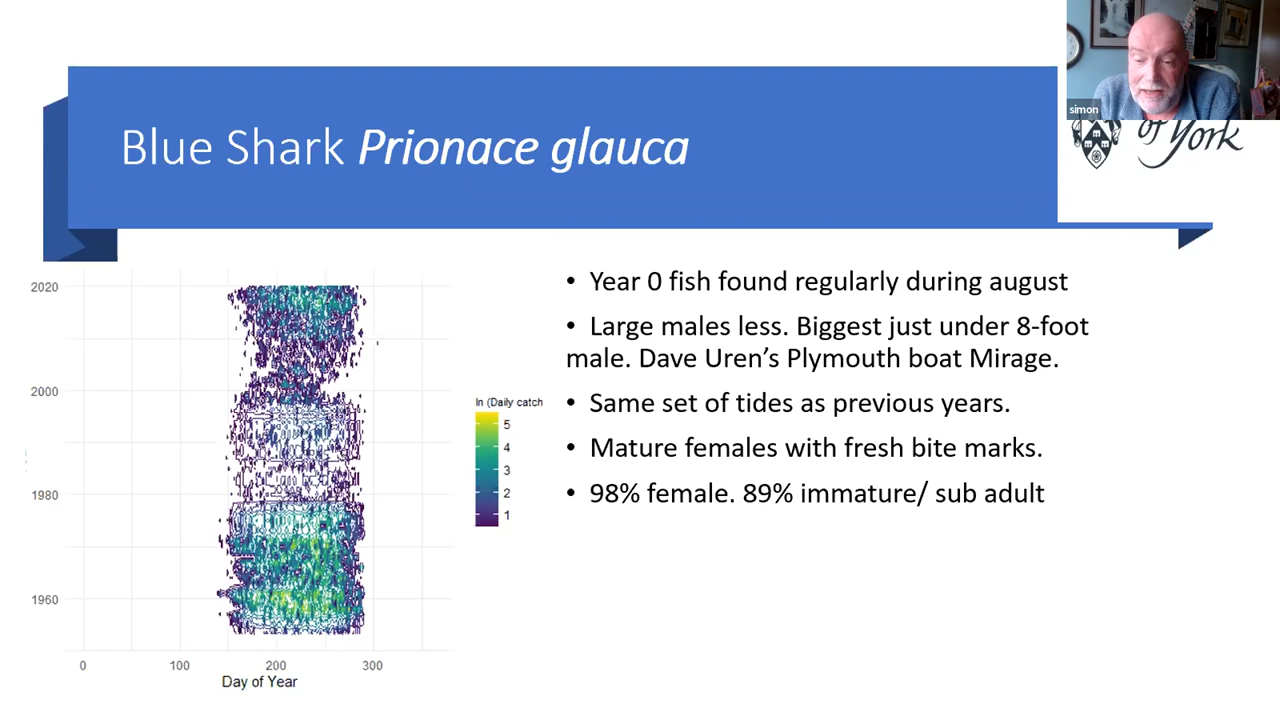 simon
of York
Blue Shark Prionace glauca
• Year 0 fish found regularly during august
• Large males less. Biggest just under 8-foot
male. Dave Uren’s Plymouth boat Mirage.
• Same set of tides as previous years.
• Mature females with fresh bite marks.
• 98% female. 89% immature/ sub adult
2020
2000
1980
1960
0 100 200 300
Day of Year
ln (Daily catch
5
4
3
2
1